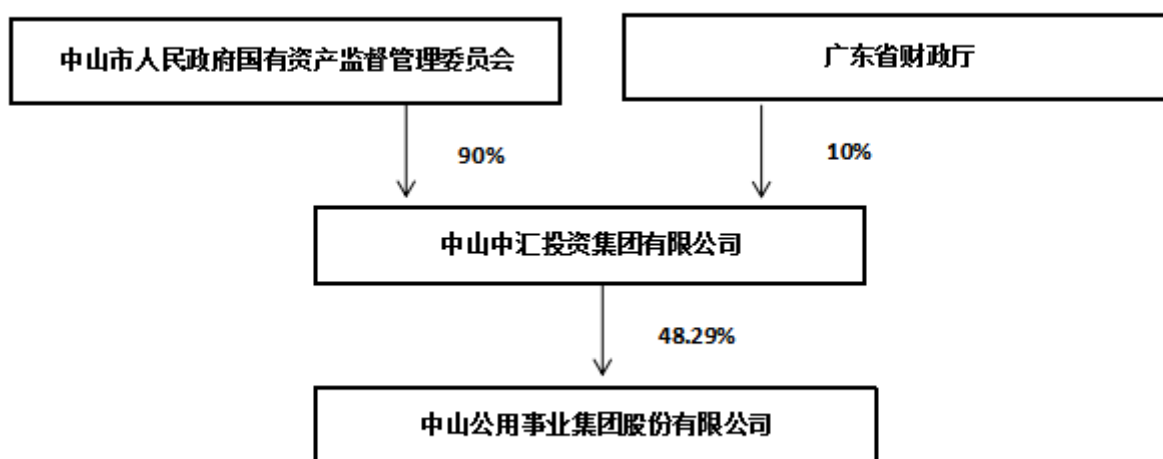 中山市人民政府国有资产监督管理委员会
广东省财政厅
90%
10%
中山中汇投资集团有限公司
48.29%
中山公用事业集团股份有限公司